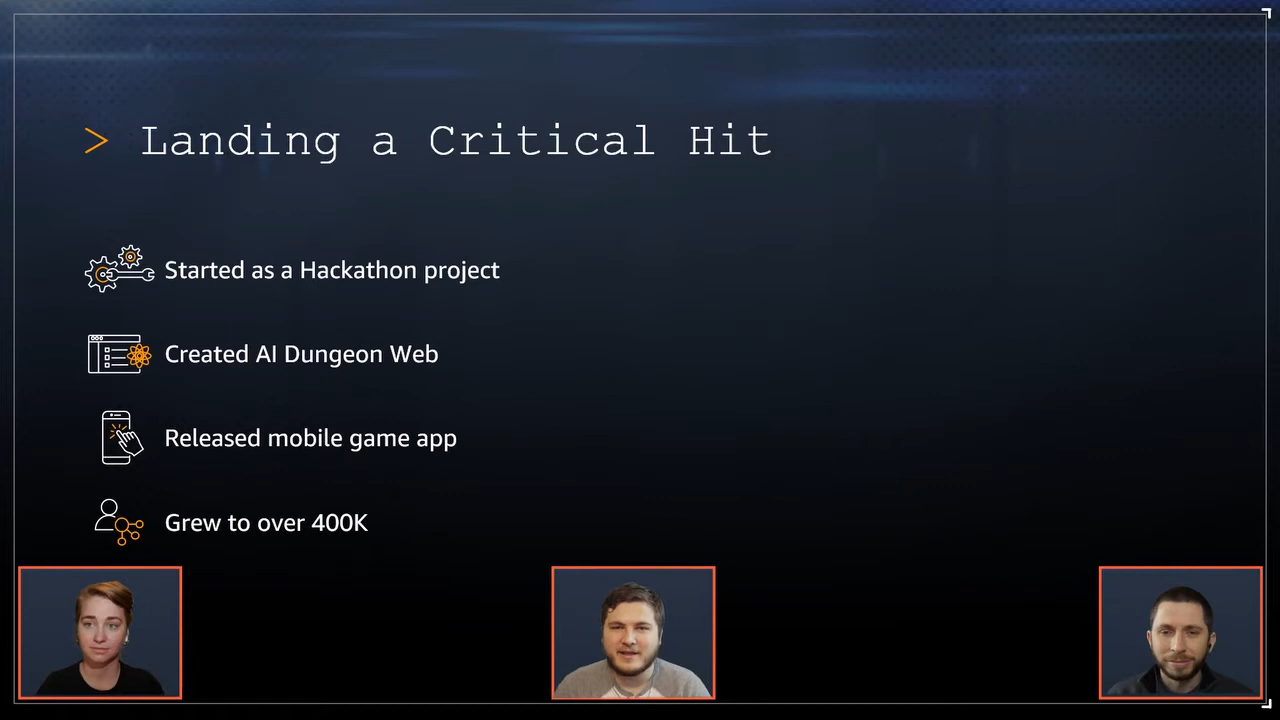 > Landing a Critical Hit
Started as a Hackathon project
Created AI Dungeon Web
Released mobile game app
Grew to over 400K